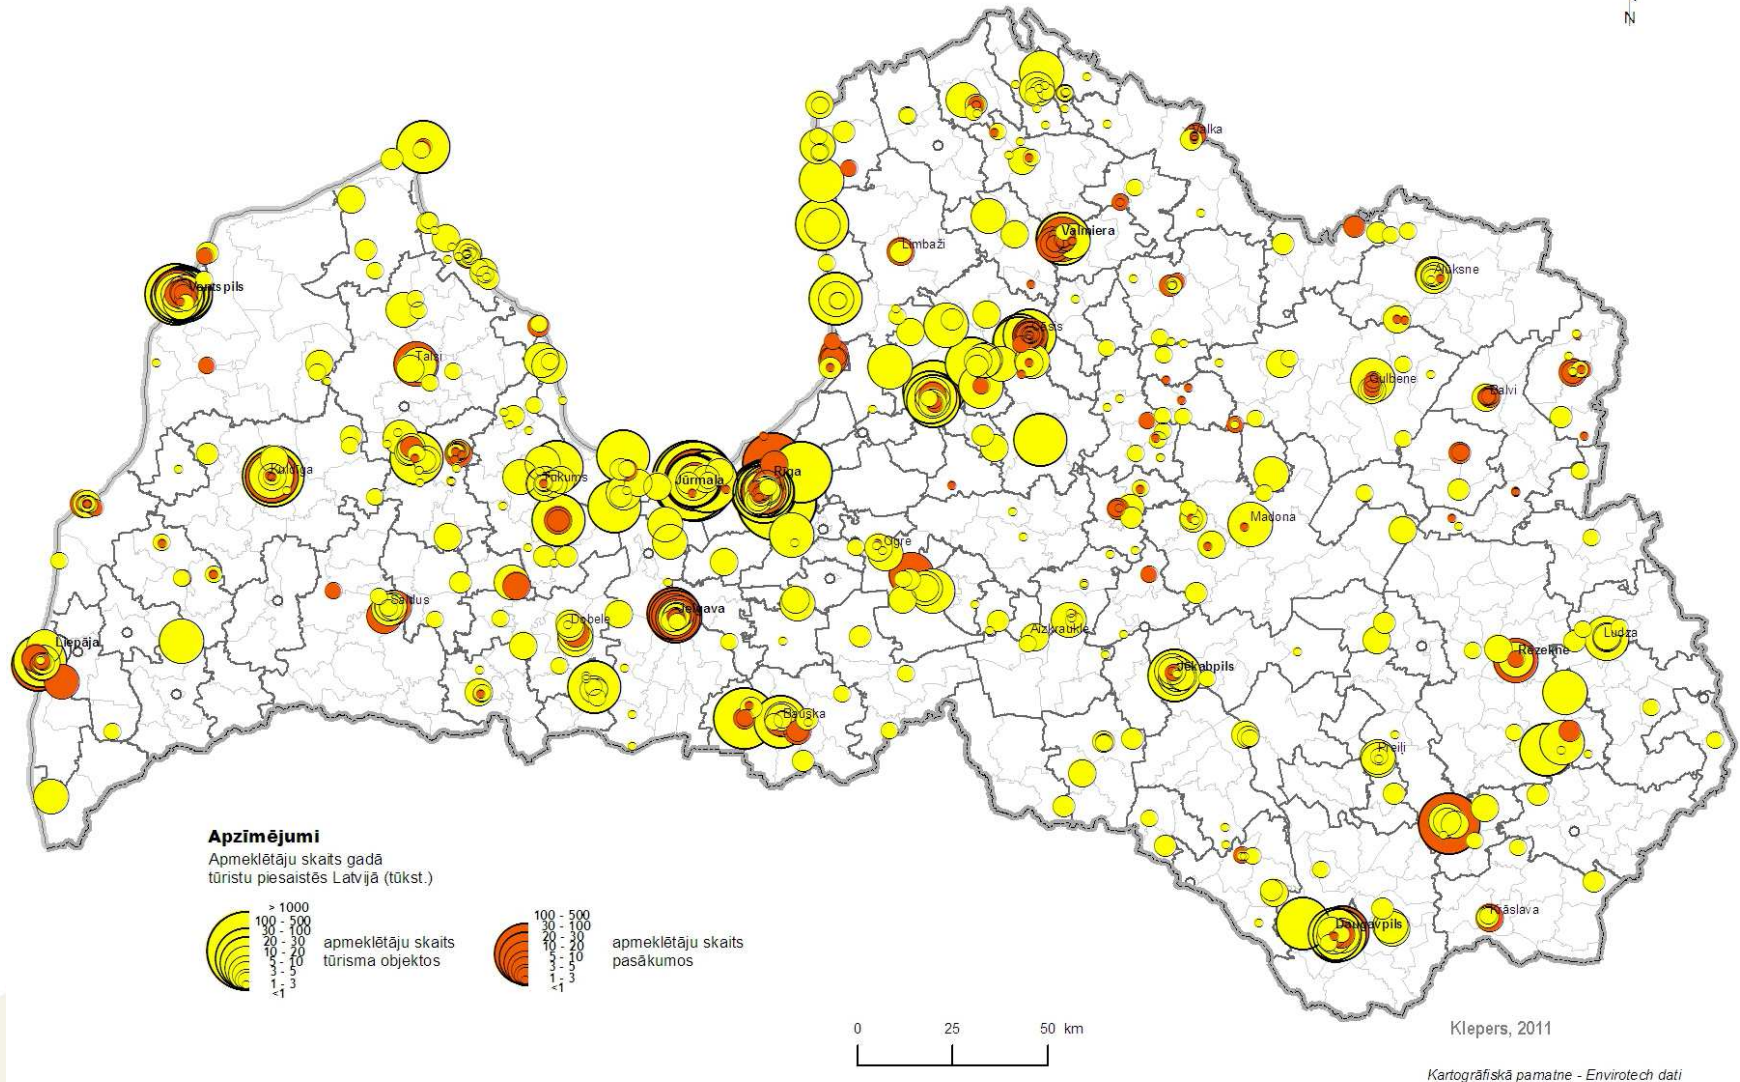 N
Valka
Limbaži
Valmiera
Alūksne
Ventspils
Cēsis
Talsi
Gulbene
Balvi
Kuldīga
Tukums
Jūrmala
Rīga
Madona
Ogre
Saldus
Dobele
Jelgava
Aizkraukle
Ludza
Liepāja
Rēzekne
Jēkabpils
Bauska
Preiļi
Krāslava
Daugavpils
Apzīmējumi
Apmeklētāju skaits gadā
tūristu piesaistēs Latvijā (tūkst.)
> 1000
100 - 500
30 - 100
20 - 30
10 - 20
5 - 10
3 - 5
1 - 3
<1
apmeklētāju skaits
tūrisma objektos
100 - 500
30 - 100
20 - 30
10 - 20
5 - 10
3 - 5
1 - 3
<1
apmeklētāju skaits
pasākumos
0 25 50 km
Klepers, 2011
Kartogrāfiskā pamatne - Envirotech dati